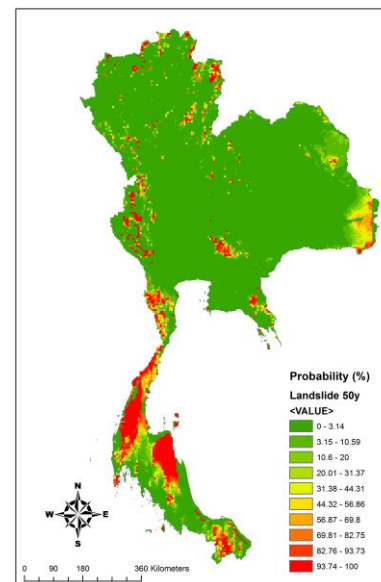 Probability (%)
Landslide 50y
<VALUE>
0 - 3.14
3.15 - 10.59
10.6 - 20
20.01 - 31.37
31.38 - 44.31
44.32 - 56.86
56.87 - 69.8
69.81 - 82.75
82.76 - 93.73
93.74 - 100
N
W E
S
0 90 180 360 Kilometers